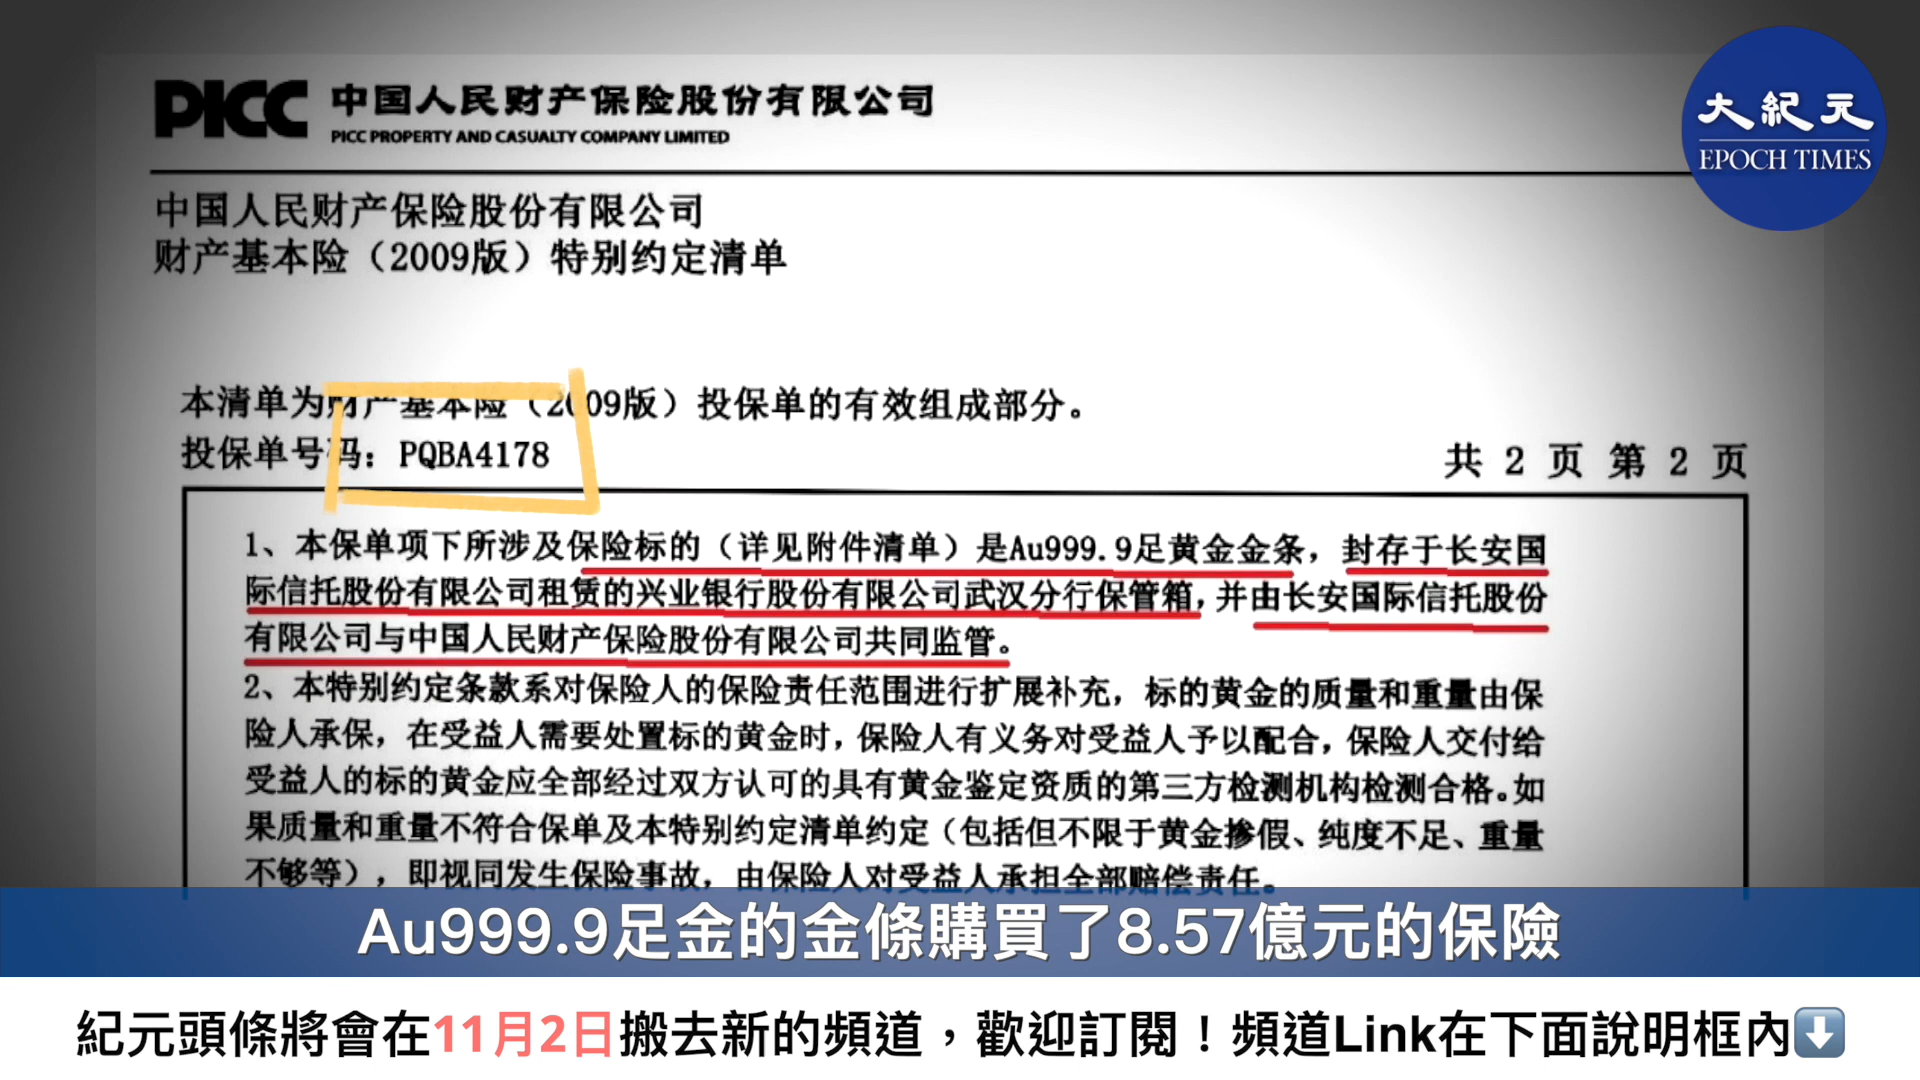 PICC 中国人民财产保险股份有限公司
PICC PROPERTY AND CASUALTY COMPANY LIMITED
大紀元
EPOCH TIMES
中国人民财产保险股份有限公司
财产基本险（2009版）特别约定清单
本清单为财产基本险（2009版）投保单的有效组成部分。
投保单号码：PQBA4178
共 2 页 第 2 页
1、本保单项下所涉及保险标的（详见附件清单）是Au999.9足黄金金条，封存于长安国
际信托股份有限公司租赁的兴业银行股份有限公司武汉分行保管箱，并由长安国际信托股份
有限公司与中国人民财产保险股份有限公司共同监管。
2、本特别约定条款系对保险人的保险责任范围进行扩展补充，标的黄金的质量和重量由保
险人承保，在受益人需要处置标的黄金时，保险人有义务对受益人予以配合，保险人交付给
受益人的标的黄金应全部经过双方认可的具有黄金鉴定资质的第三方检测机构检测合格。如
果质量和重量不符合保单及本特别约定清单约定（包括但不限于黄金掺假、纯度不足、重量
不够等），即视同发生保险事故，由保险人对受益人承担全部赔偿责任。
Au999.9足金的金條購買了8.57億元的保險
紀元頭條將會在11月2日搬去新的頻道，歡迎訂閱！頻道Link在下面說明框內⬇️